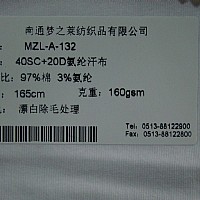 南通梦之莱纺织品有限公司
MZL-A-132
40SC+20D氨纶汗布
比: 97%棉 3%氨纶
: 165cm 克重: 160gsm
: 漂白除毛处理
Tel: 0513-88122900
Fax: 0513-88122800